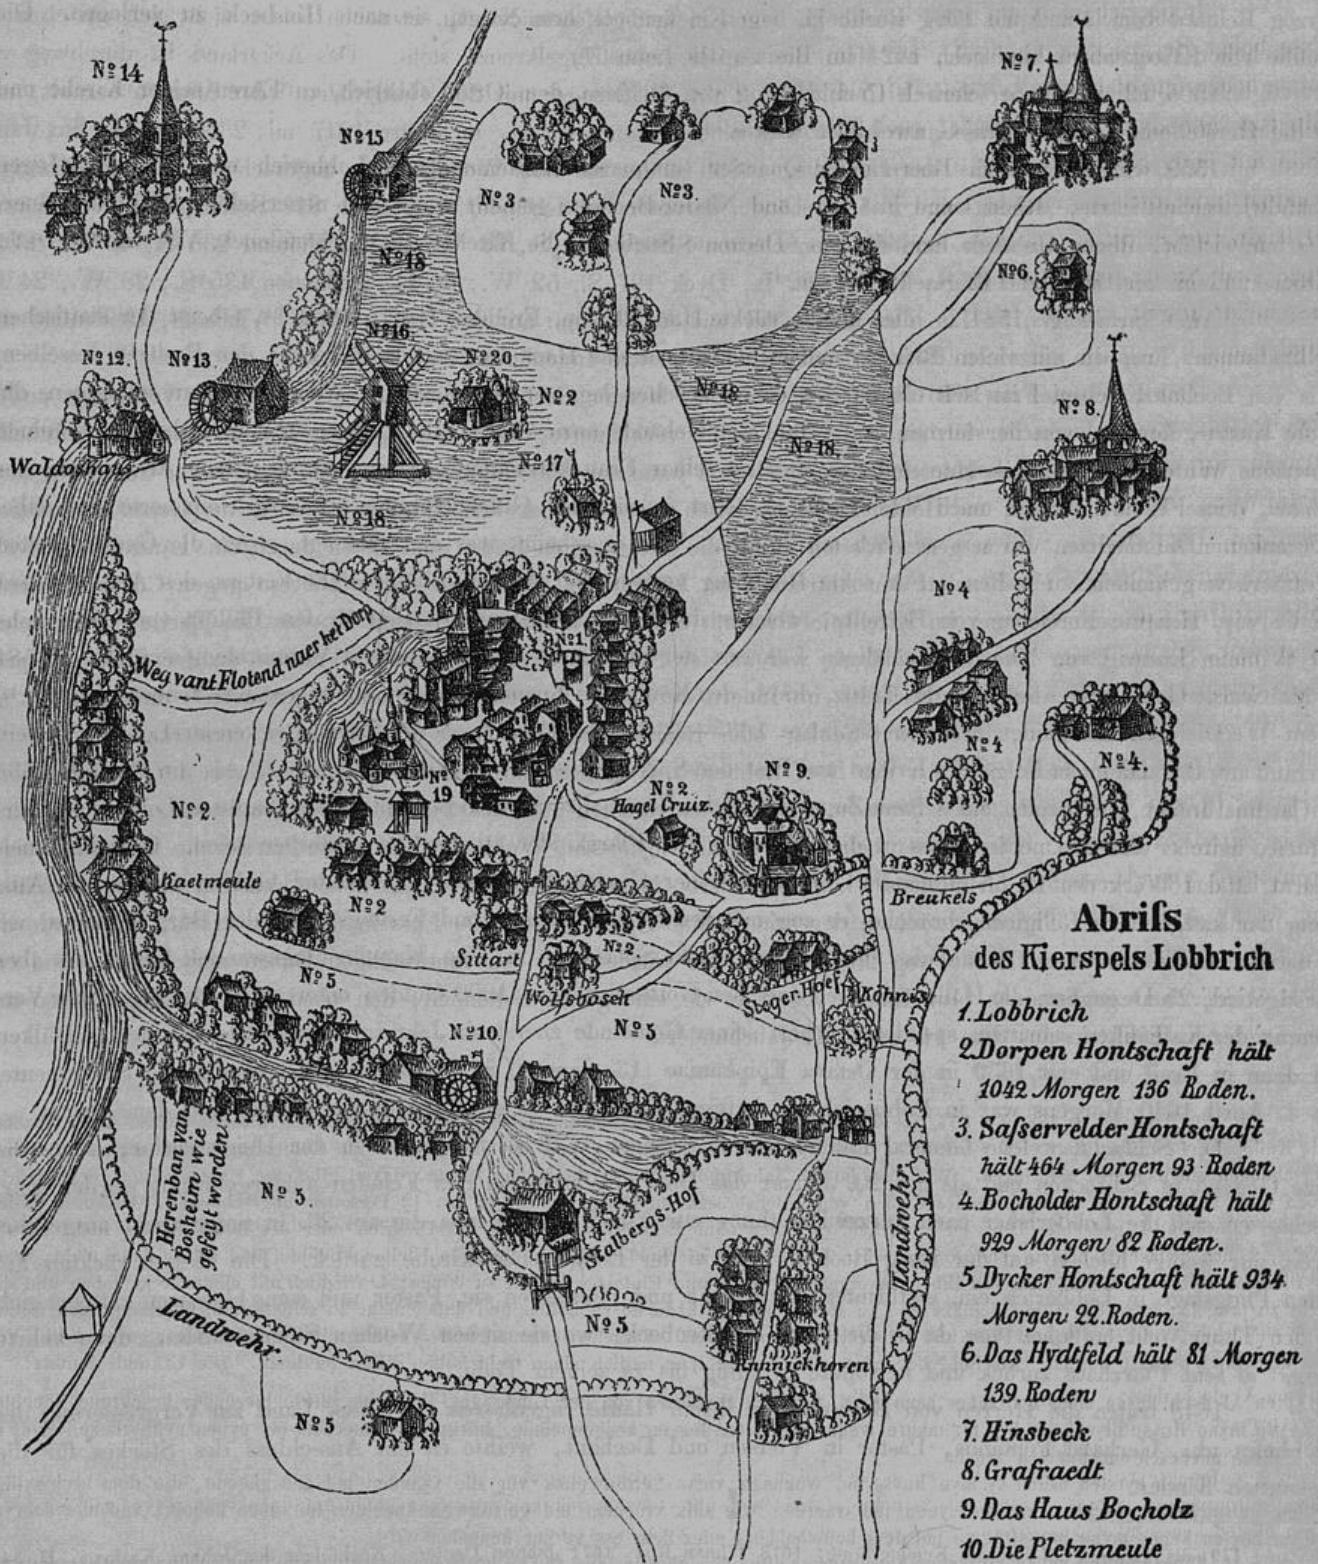 Nº 14
Nº 7.
Nº 15
Nº 3.
Nº 3.
Nº 18
Nº 6.
Nº 16
Nº 12.
Nº 13.
Nº 20
Nº 2
Nº 18
Nº 8.
Nº 18.
Waldoshaus
Nº 17
Nº 18.
Nº 4
Nº 1.
Weg vant Flotend naer het Dorp
Nº 4
Nº 4.
Nº 19
Nº 2
Nº 9.
Nº 2
Hagel Cruiz.
Kaelmeule
Nº 2
Breukels
Nº 2
Sittart
Nº 5
Wolfsbosch
Steger Hoef
Nº 10.
Nº 5
Herenban van
Bosheim wie
gefeyt worden
Nº 5
Stalbergs-Hof
Landwehr
Landwehr
Nº 5
Nº 5
Abriſs
des Kierspels Lobbrich
1. Lobbrich
2. Dorpen Hontschaft hält
1042 Morgen 136 Roden.
3. Saſservelder Hontschaft
hält 464 Morgen 93 Roden
4. Bocholder Hontschaft hält
929 Morgen 82 Roden.
5. Dycker Hontschaft hält 934
Morgen 22. Roden.
6. Das Hydtfeld hält 81 Morgen
139. Roden
7. Hinsbeck
8. Grafraedt
9. Das Haus Bocholz
10. Die Pletzmeule